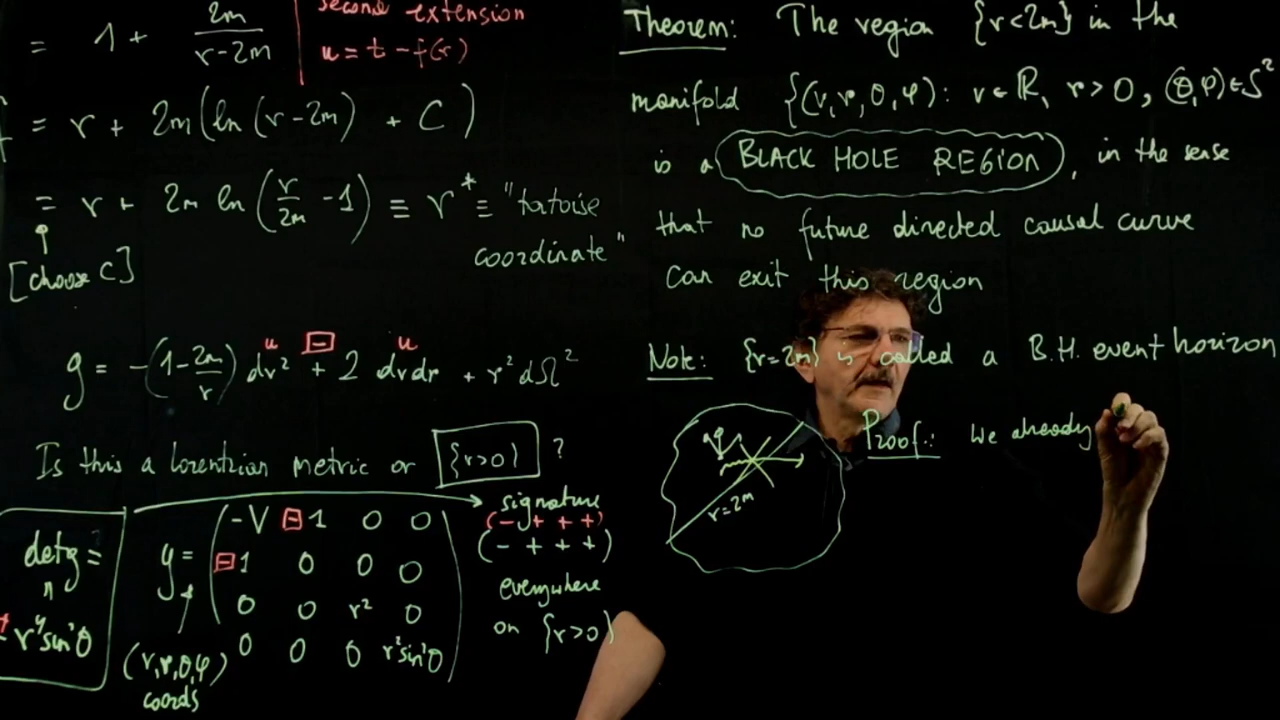 = 1 + 2m / (r-2m)
second extension
u = t - f(r)
= r + 2m(ln(r-2m) + C)
= r + 2m ln(r/2m - 1) ≡ r* ≡ "tortoise
coordinate"
[choose C]
u ⊟ u
g = -(1-2m/r) dv² + 2 dv dr + r² dΩ²
Is this a lorentzian metric or {r>0} ?
signature
(- + + +)
(- + + +)
everywhere
on {r>0}
det g =
r⁴ sin²θ
g =
-V ⊟1 0 0
⊟1 0 0 0
0 0 r² 0
0 0 0 r² sin²θ
(v,r,θ,φ)
coords
Theorem: The region {r<2m} in the
manifold {(v,r,θ,φ): v∈ℝ, r>0, (θ,φ)∈S²
is a BLACK HOLE REGION, in the sense
that no future directed causal curve
can exit this region
Note: {r=2m} is called a B.H. event horizon
r=2m
Proof: We already